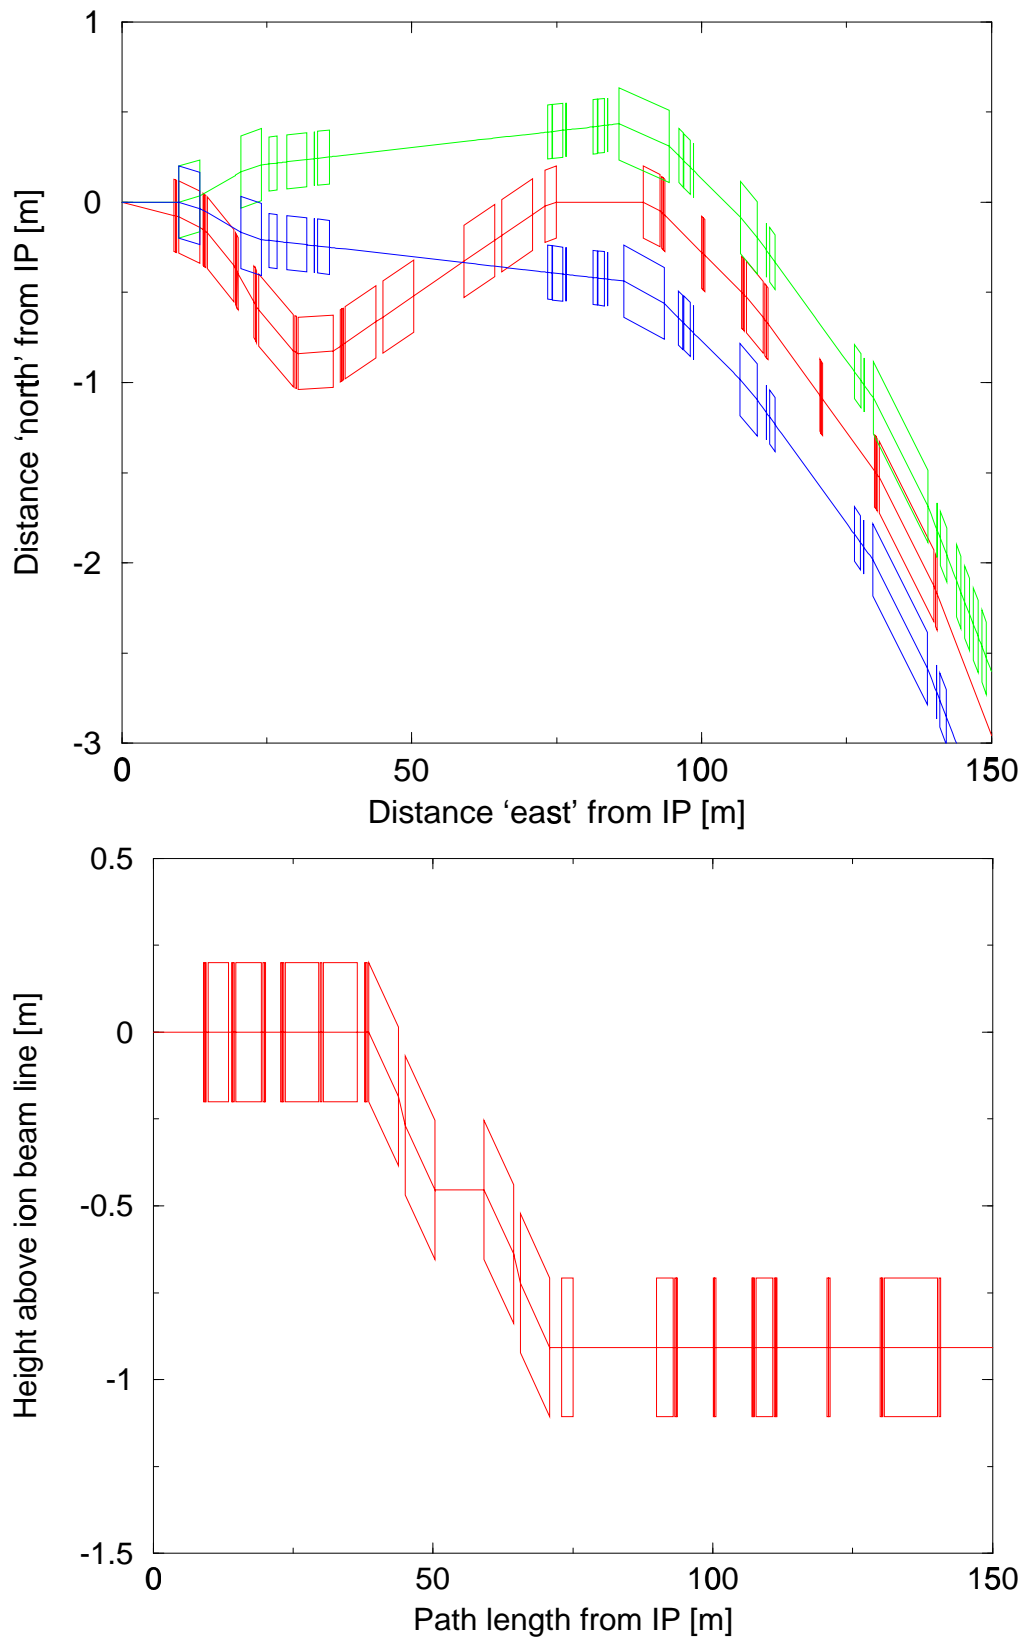 1
0
-1
-2
-3
Distance ‘north’ from IP [m]
0 50 100 150
Distance ‘east’ from IP [m]
0.5
0
-0.5
-1
-1.5
Height above ion beam line [m]
0 50 100 150
Path length from IP [m]